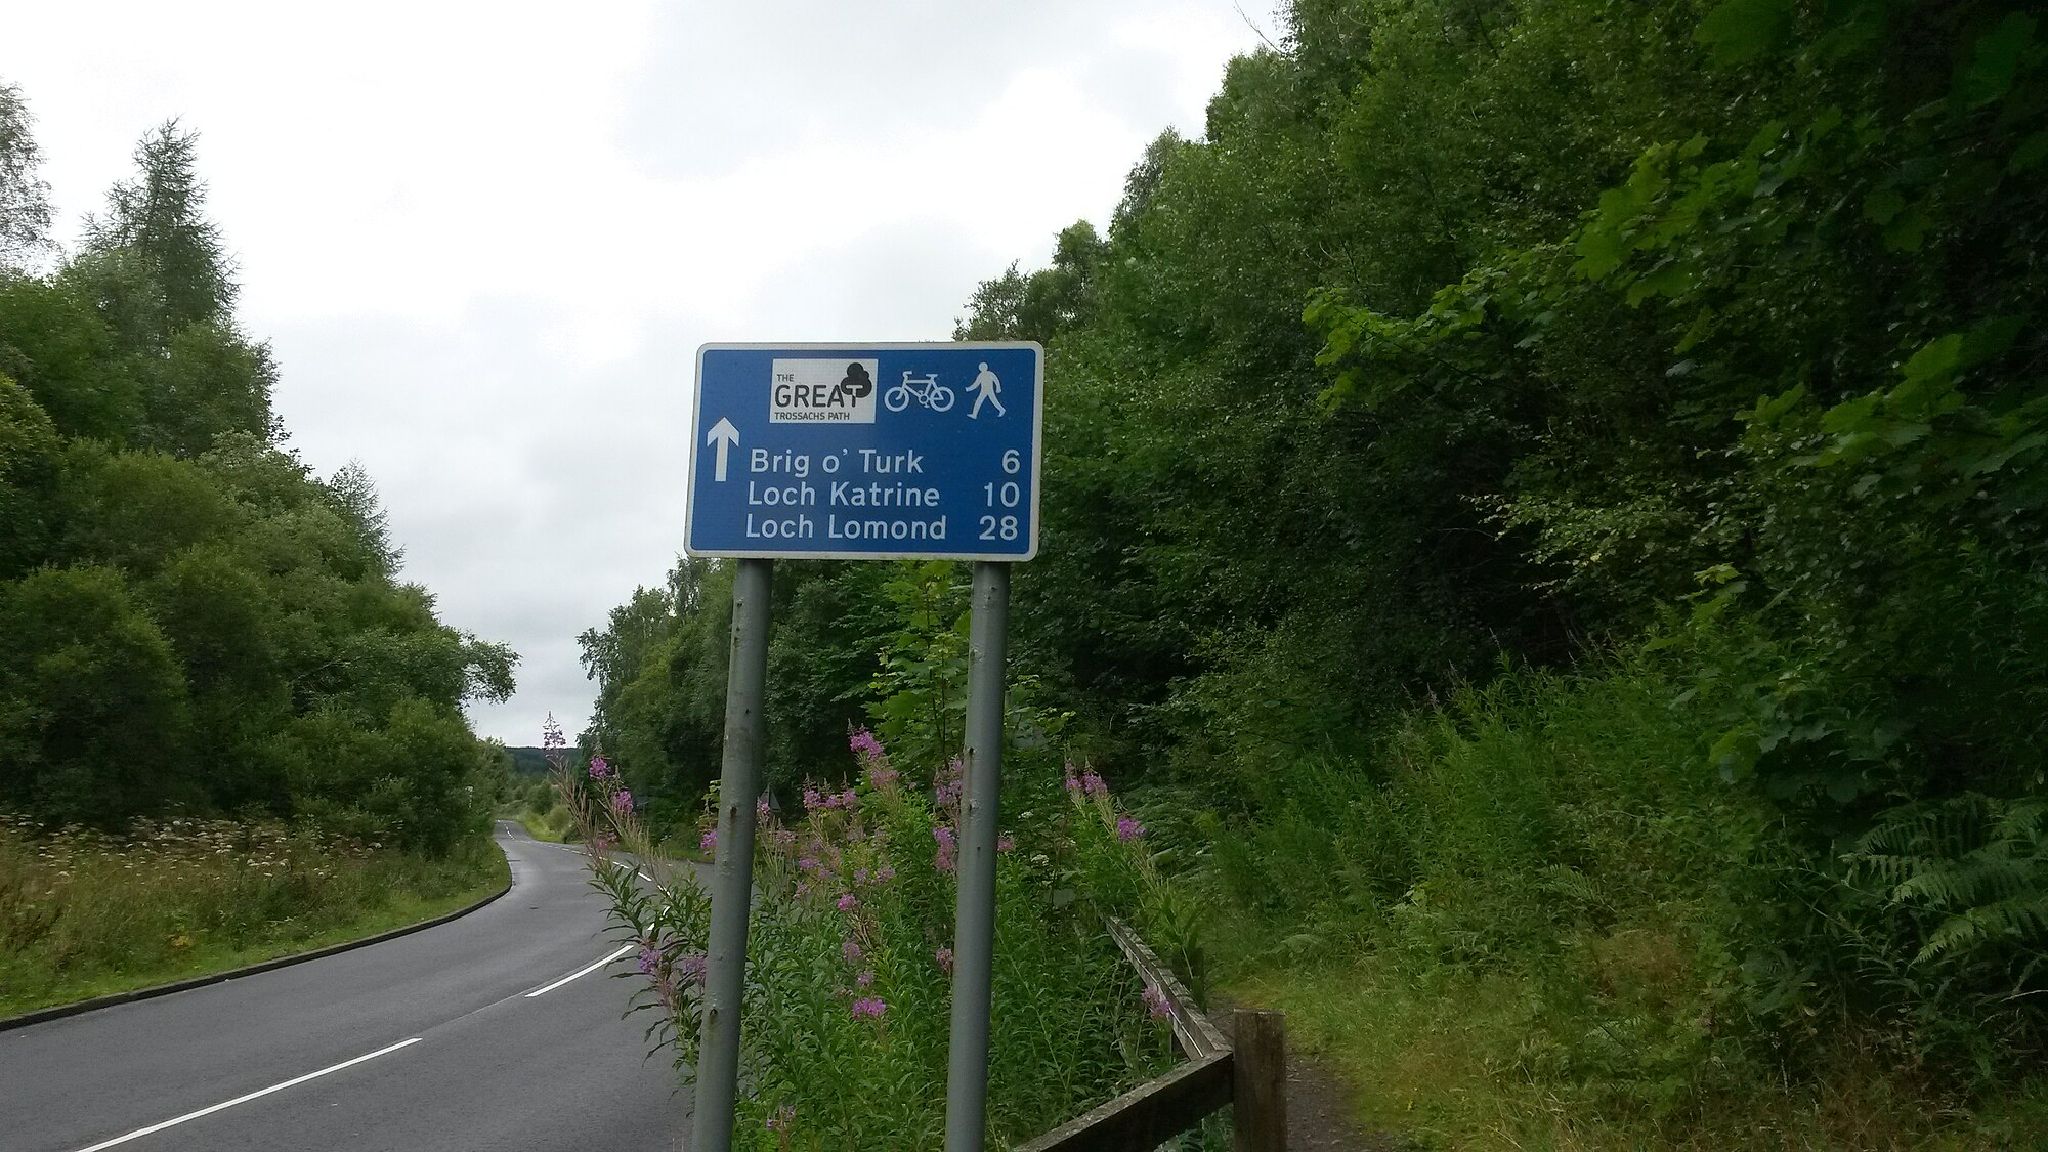 THE
GREAT
TROSSACHS PATH
Brig o' Turk 6
Loch Katrine 10
Loch Lomond 28